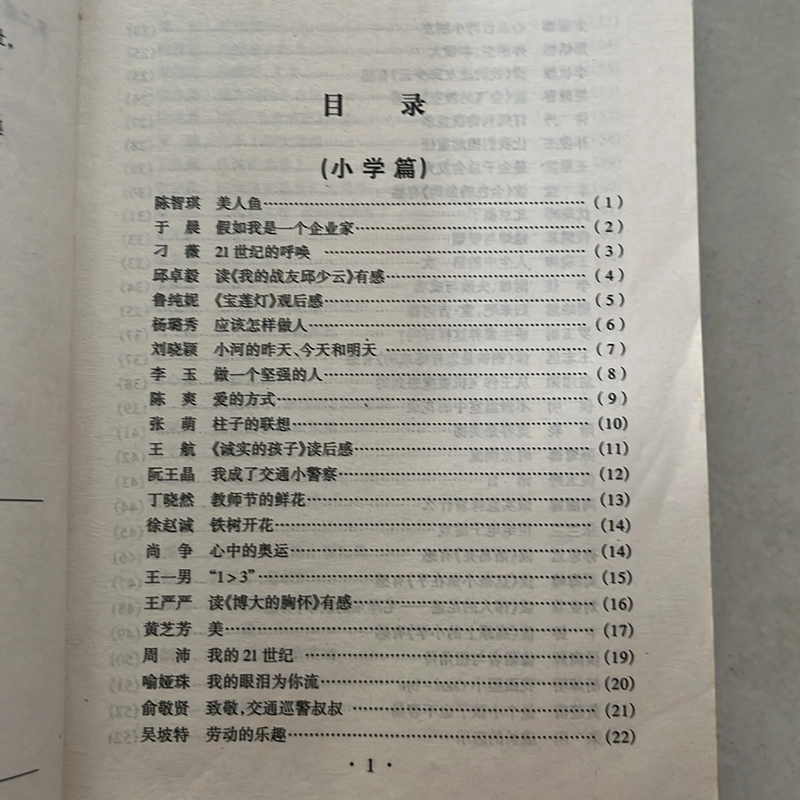 目 录
(小学篇)
陈智琪 美人鱼……(1)
于 晨 假如我是一个企业家……(2)
刁 薇 21世纪的呼唤……(3)
邱卓毅 读《我的战友邱少云》有感……(4)
鲁纯妮 《宝莲灯》观后感……(5)
杨璐秀 应该怎样做人……(6)
刘晓颖 小河的昨天、今天和明天……(7)
李 玉 做一个坚强的人……(8)
陈 爽 爱的方式……(9)
张 萌 柱子的联想……(10)
王 航 《诚实的孩子》读后感……(11)
阮王晶 我成了交通小警察……(12)
丁晓然 教师节的鲜花……(13)
徐赵诚 铁树开花……(14)
尚 争 心中的奥运……(14)
王一男 “1>3”……(15)
王严严 读《博大的胸怀》有感……(16)
黄芝芳 美……(17)
周 沛 我的21世纪……(19)
喻娅珠 我的眼泪为你流……(20)
俞敬贤 致敬,交通巡警叔叔……(21)
吴坡特 劳动的乐趣……(22)
·1·